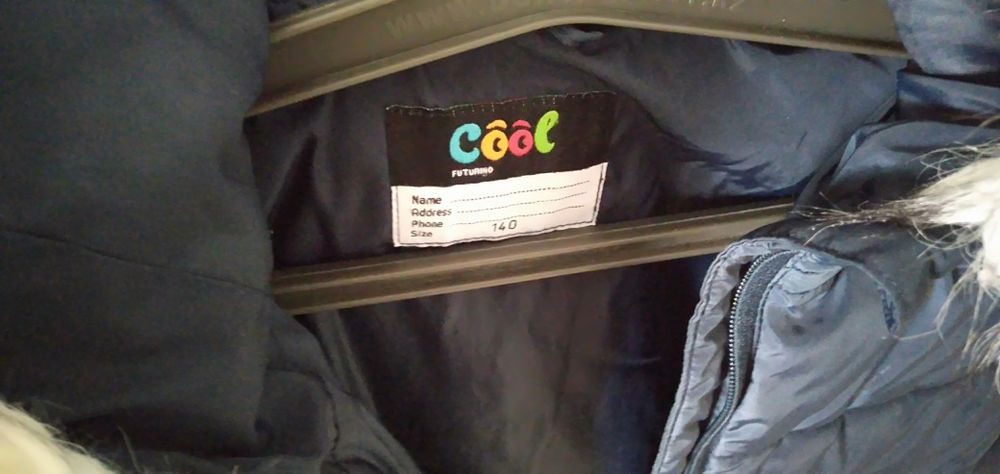 Cool
FUTURINO
Name
Address
Phone
Size 140